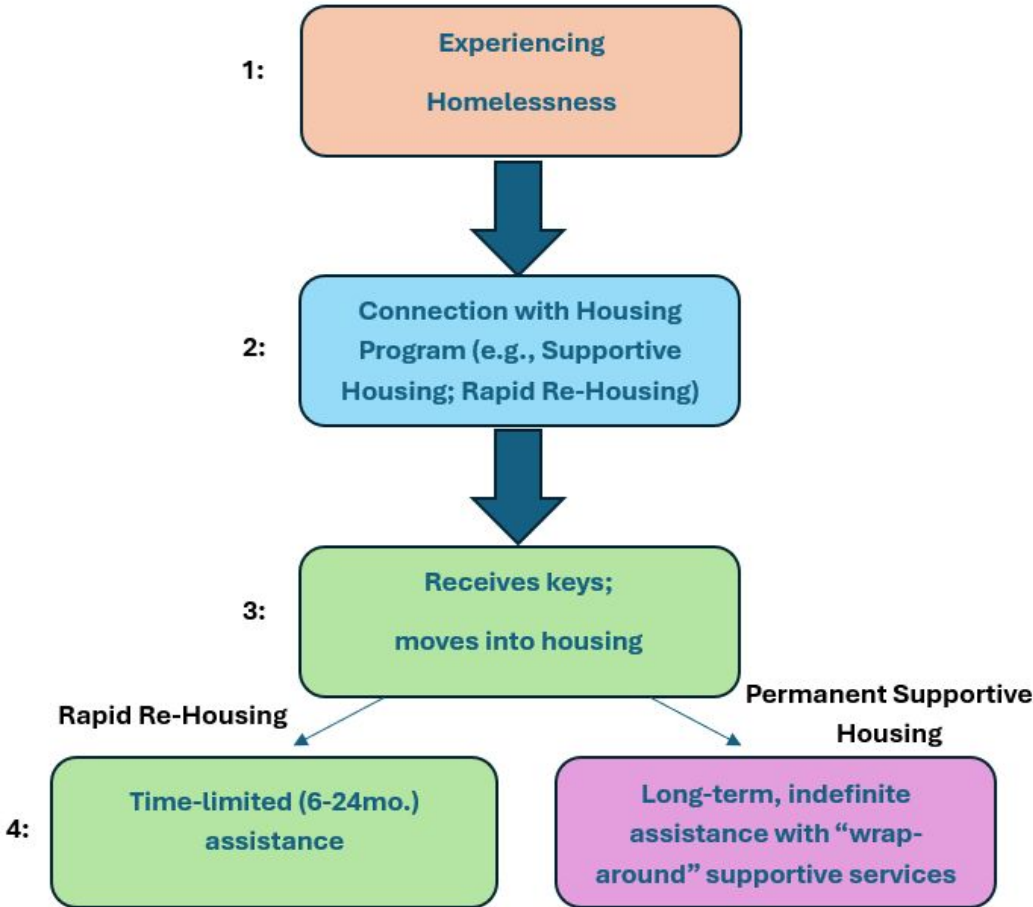 1:
Experiencing
Homelessness
2:
Connection with Housing
Program (e.g., Supportive
Housing; Rapid Re-Housing)
3:
Receives keys;
moves into housing
Rapid Re-Housing
Permanent Supportive
Housing
4:
Time-limited (6-24mo.)
assistance
Long-term, indefinite
assistance with “wrap-
around” supportive services